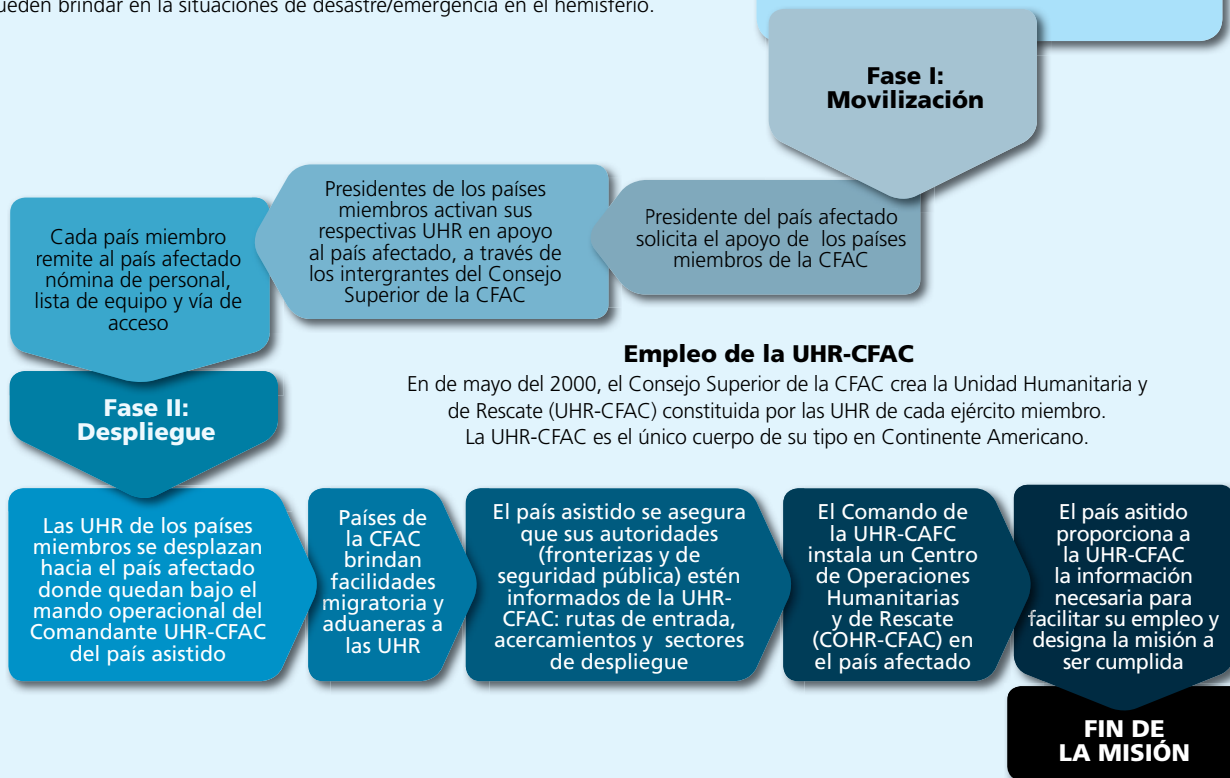 ueden brindar en la situaciones de desastre/emergencia en el hemisferio.
Fase I:
Movilización
Presidente del país afectado
solicita el apoyo de los países
miembros de la CFAC
Presidentes de los países
miembros activan sus
respectivas UHR en apoyo
al país afectado, a través de
los intergrantes del Consejo
Superior de la CFAC
Cada país miembro
remite al país afectado
nómina de personal,
lista de equipo y vía de
acceso
Empleo de la UHR-CFAC
En de mayo del 2000, el Consejo Superior de la CFAC crea la Unidad Humanitaria y
de Rescate (UHR-CFAC) constituida por las UHR de cada ejército miembro.
La UHR-CFAC es el único cuerpo de su tipo en Continente Americano.
Fase II:
Despliegue
Las UHR de los países
miembros se desplazan
hacia el país afectado
donde quedan bajo el
mando operacional del
Comandante UHR-CFAC
del país asistido
Países de
la CFAC
brindan
facilidades
migratoria y
aduaneras a
las UHR
El país asistido se asegura
que sus autoridades
(fronterizas y de
seguridad pública) estén
informados de la UHR-
CFAC: rutas de entrada,
acercamientos y sectores
de despliegue
El Comando de
la UHR-CAFC
instala un Centro
de Operaciones
Humanitarias
y de Rescate
(COHR-CFAC) en
el país afectado
El país asitido
proporciona a
la UHR-CFAC
la información
necesaria para
facilitar su empleo y
designa la misión a
ser cumplida
FIN DE
LA MISIÓN